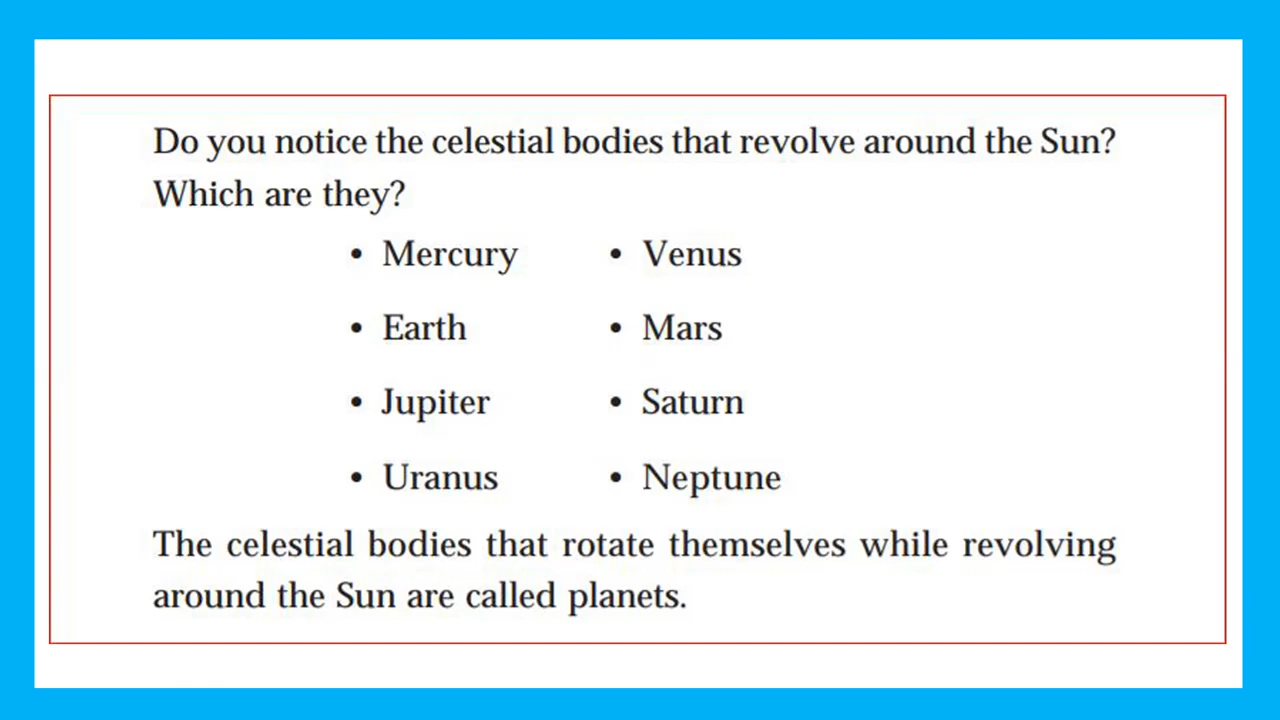 Do you notice the celestial bodies that revolve around the Sun?
Which are they?
• Mercury • Venus
• Earth • Mars
• Jupiter • Saturn
• Uranus • Neptune
The celestial bodies that rotate themselves while revolving
around the Sun are called planets.